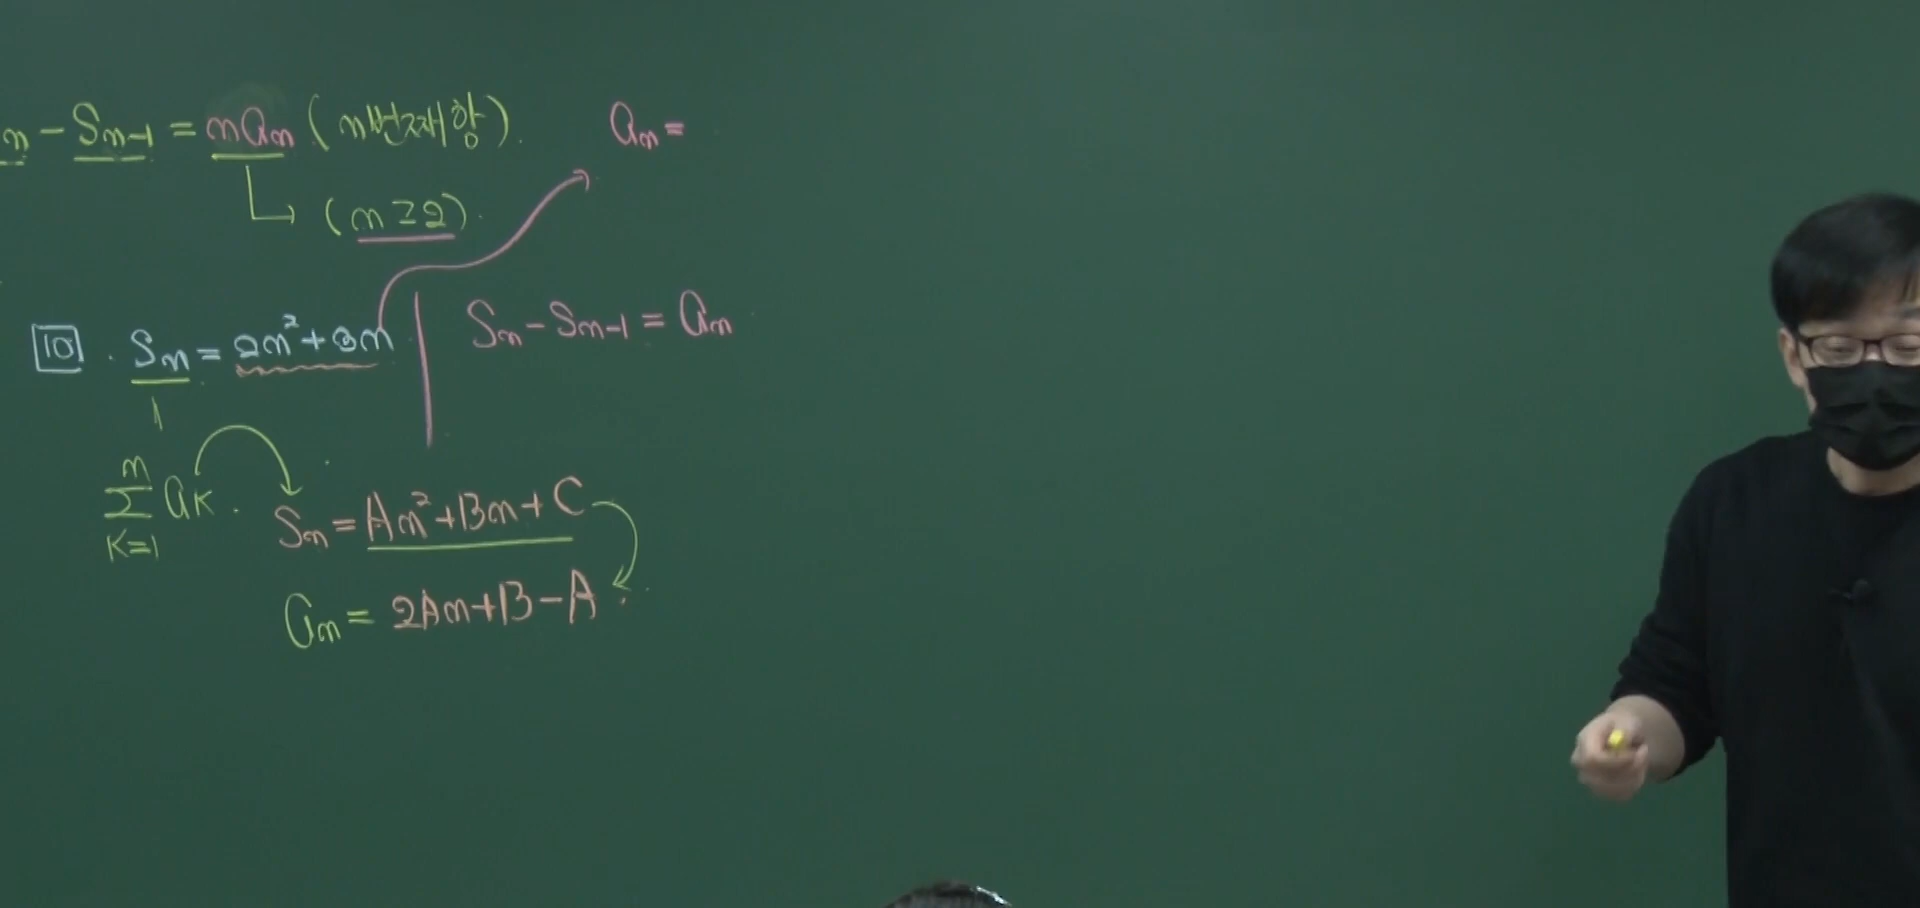 n - Sn-1 = nan (n번째항). an =
(n≥2).
10. Sn = 2n²+3n Sn - Sn-1 = an
n
Σ ak.
k=1
Sn = An²+Bn+C
an = 2An+B-A